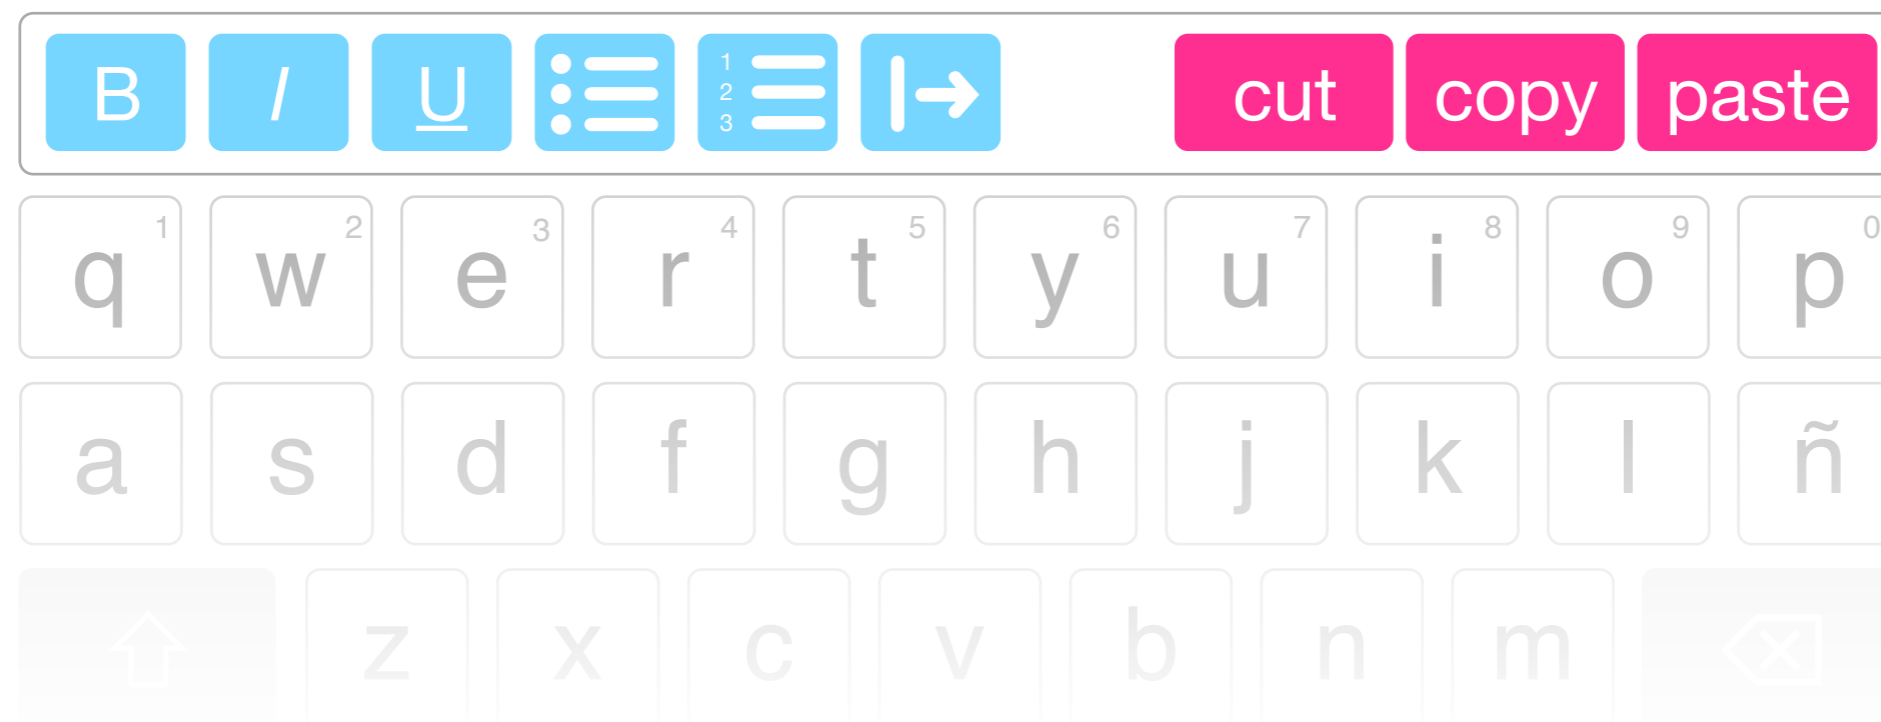 B I U 1 2 3 cut copy paste
q 1 w 2 e 3 r 4 t 5 y 6 u 7 i 8 o 9 p 0
a s d f g h j k l ñ
z x c v b n m